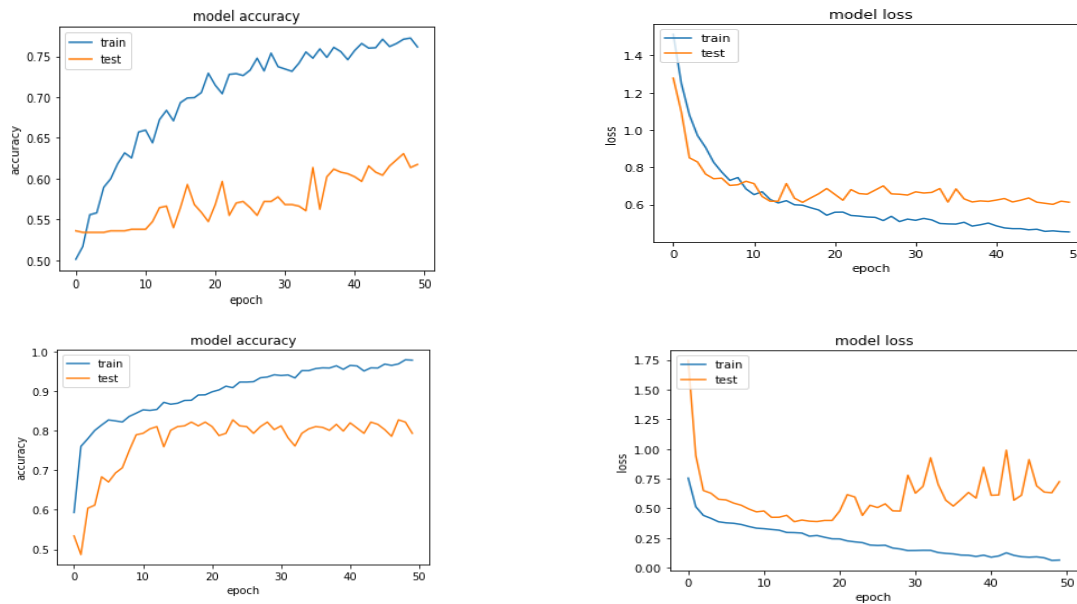 model accuracy
train
test
accuracy
0.75
0.70
0.65
0.60
0.55
0.50
0 10 20 30 40 50
epoch
model loss
train
test
loss
1.4
1.2
1.0
0.8
0.6
0 10 20 30 40 5
epoch
model accuracy
train
test
accuracy
1.0
0.9
0.8
0.7
0.6
0.5
0 10 20 30 40 50
epoch
model loss
train
test
loss
1.75
1.50
1.25
1.00
0.75
0.50
0.25
0.00
0 10 20 30 40 50
epoch